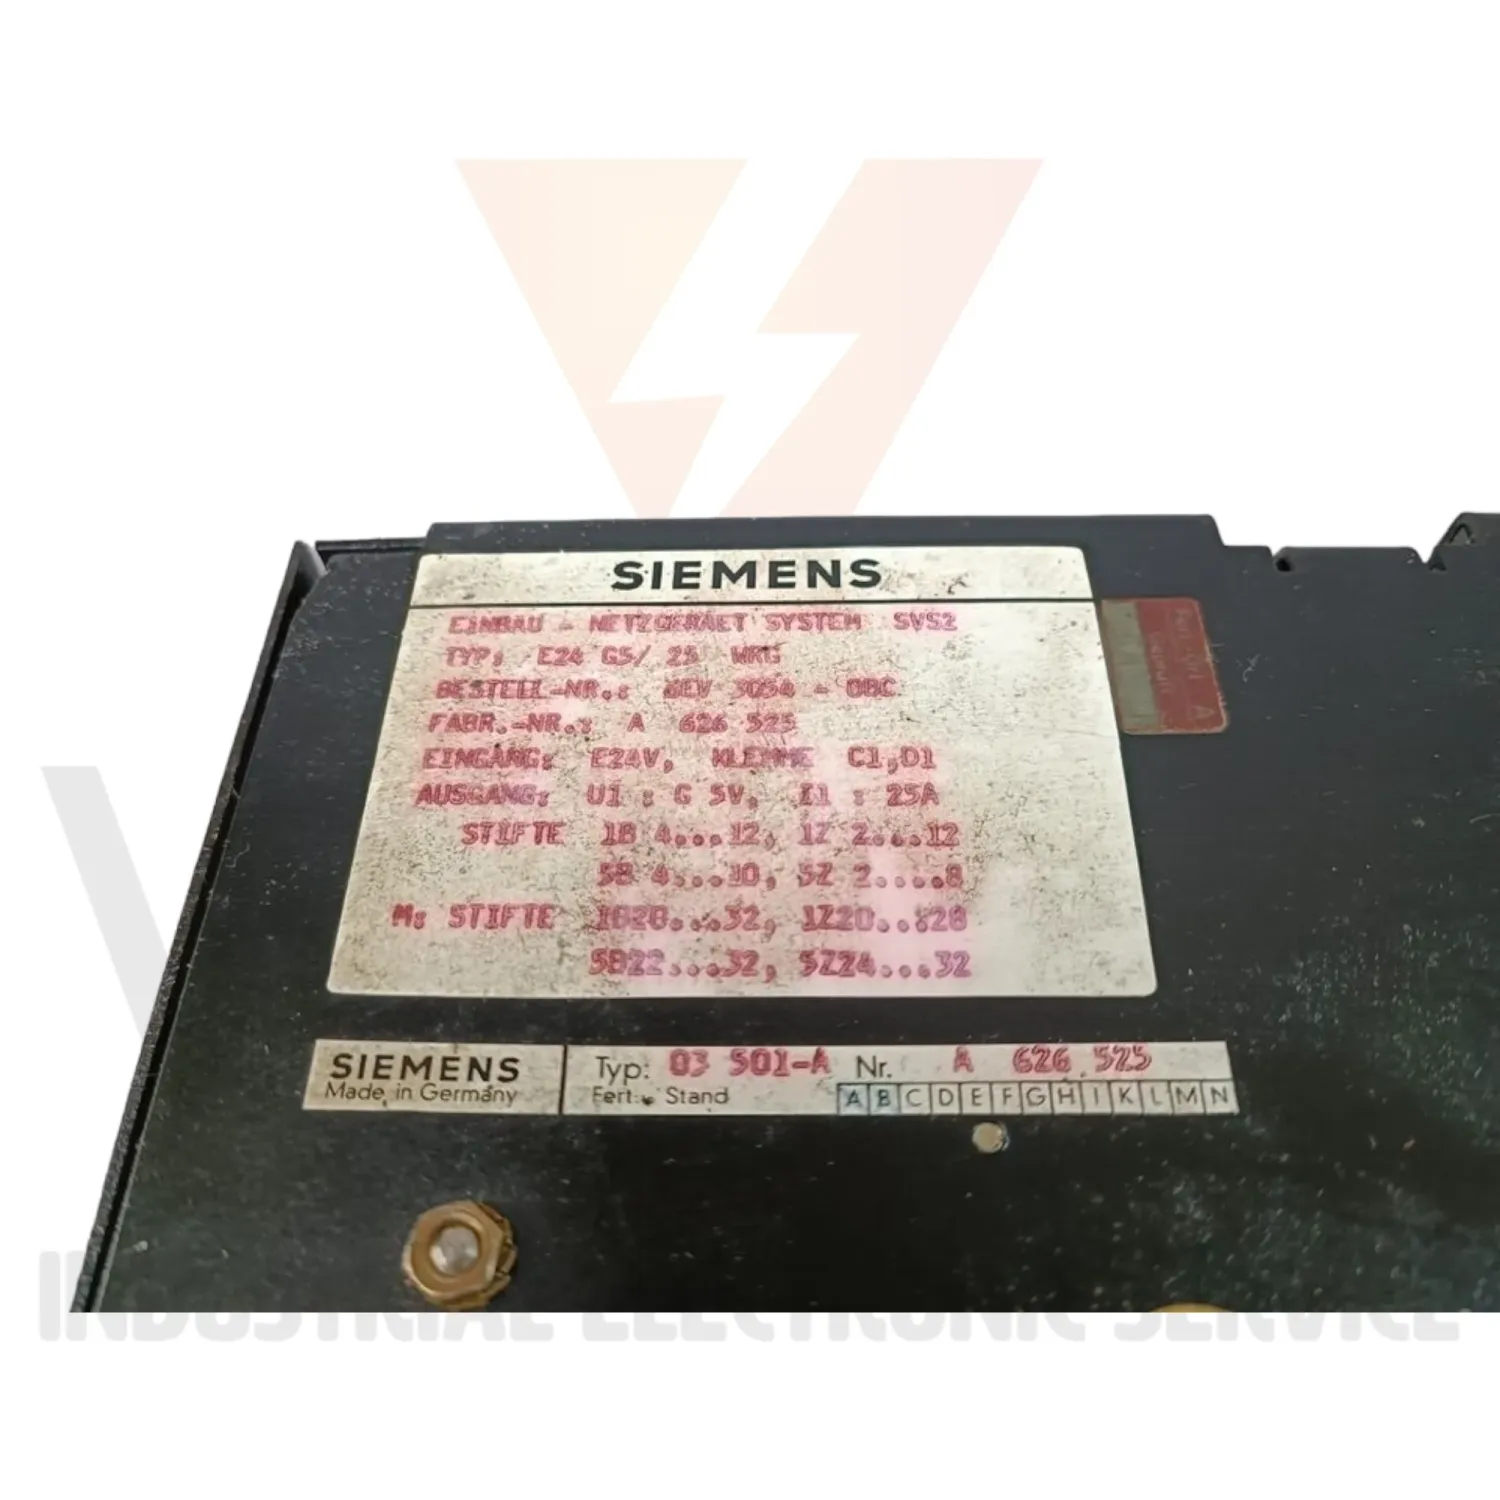 SIEMENS
EINBAU - NETZGERAET SYSTEM SVS2
TYP: E24 G5/ 25 WRG
BESTELL-NR.: 6EV 3054 - 0BC
FABR.-NR.: A 626 525
EINGANG: E24V, KLEMME C1,D1
AUSGANG: U1 : G 5V, I1 : 25A
STIFTE 1B 4...12, 1Z 2...12
5B 4...10, 5Z 2....8
M: STIFTE 1B20...32, 1Z20...28
5B22...32, 5Z24...32
SIEMENS Typ: 03 501-A Nr. A 626 525
Made in Germany Fert. Stand A B C D E F G H I K L M N
INDUSTRIAL ELECTRONIC SERVICE